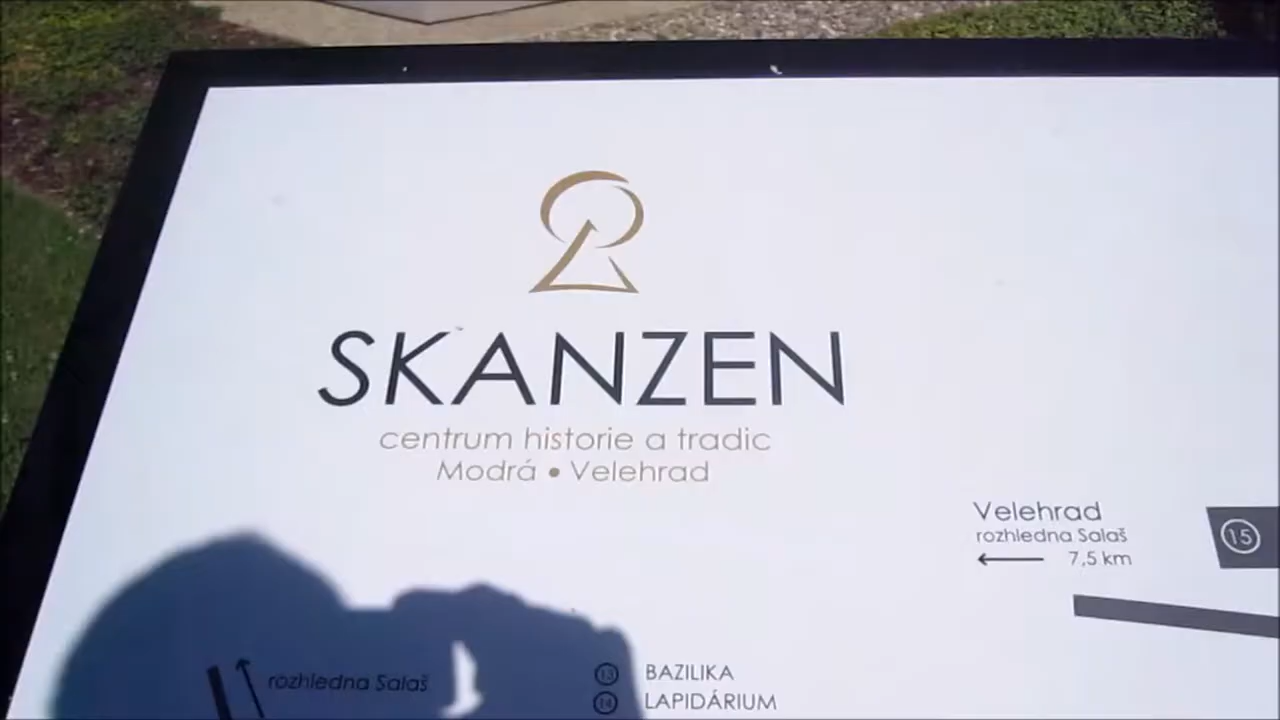 SKANZEN
centrum historie a tradic
Modrá • Velehrad
Velehrad
rozhledna Salaš
← 7,5 km
15
rozhledna Salaš
13 BAZILIKA
14 LAPIDÁRIUM